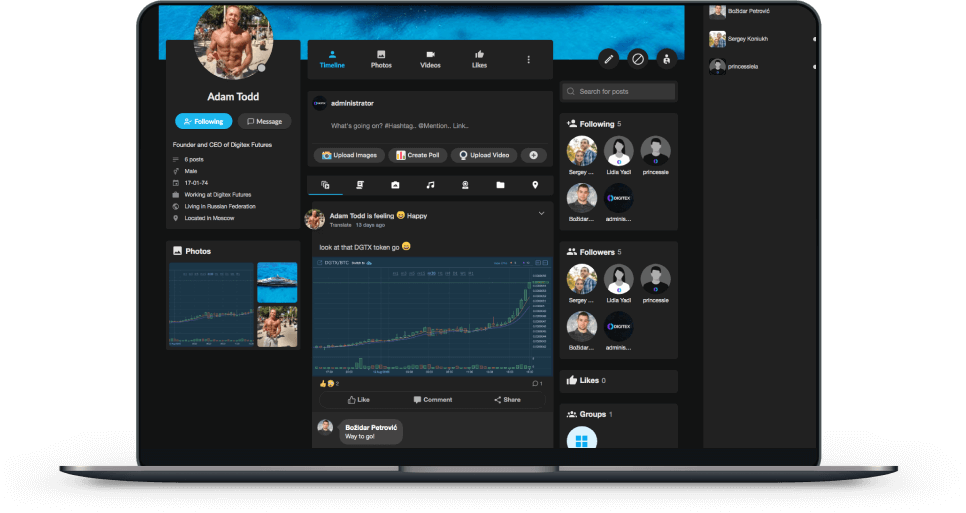 Božidar Petrović
Sergey Koniukh
princessiela
Timeline
Photos
Videos
Likes
Adam Todd
Following
Message
Founder and CEO of Digitex Futures
6 posts
Male
17-01-74
Working at Digitex Futures
Living in Russian Federation
Located in Moscow
Photos
administrator
What's going on? #Hashtag.. @Mention.. Link..
Upload Images
Create Poll
Upload Video
Adam Todd is feeling 😀 Happy
Translate 13 days ago
look at that DGTX token go 😀
👍 2
1
Like
Comment
Share
Božidar Petrović
Way to go!
Search for posts
Following 5
Sergey ...
Lidia Yacl
princessie
Božidar...
DIGITEX
adminis...
Followers 5
Sergey ...
Lidia Yacl
princessie
Božidar...
DIGITEX
adminis...
Likes 0
Groups 1